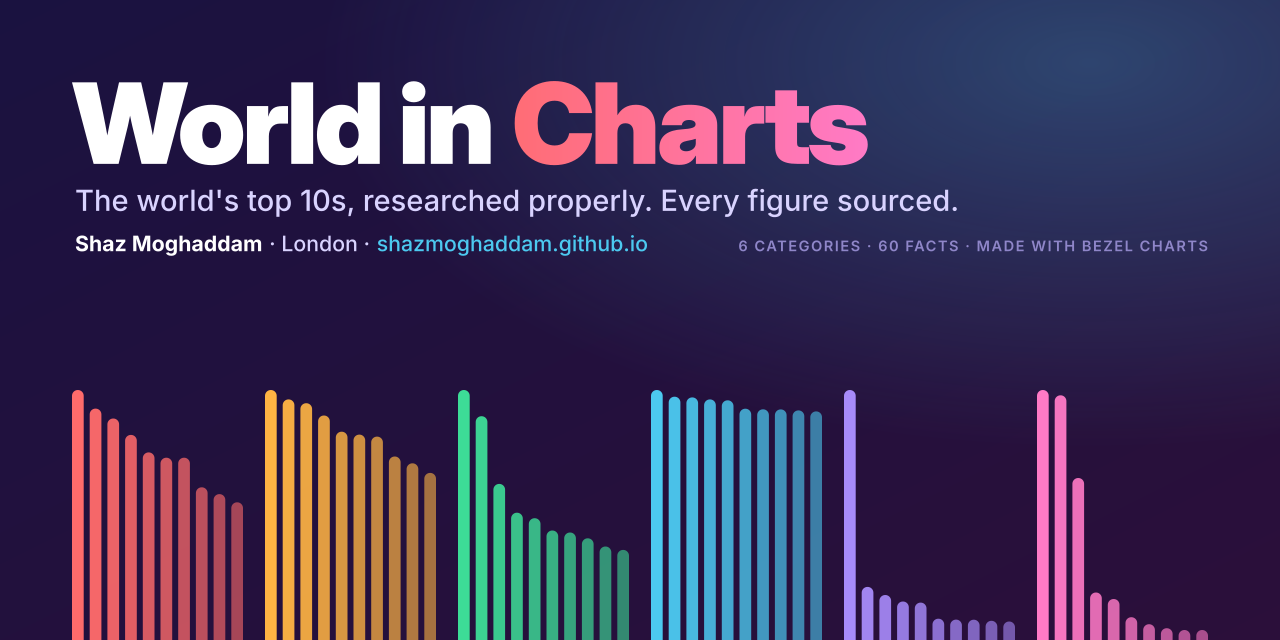 World in Charts
The world's top 10s, researched properly. Every figure sourced.
Shaz Moghaddam · London · shazmoghaddam.github.io
6 CATEGORIES · 60 FACTS · MADE WITH BEZEL CHARTS